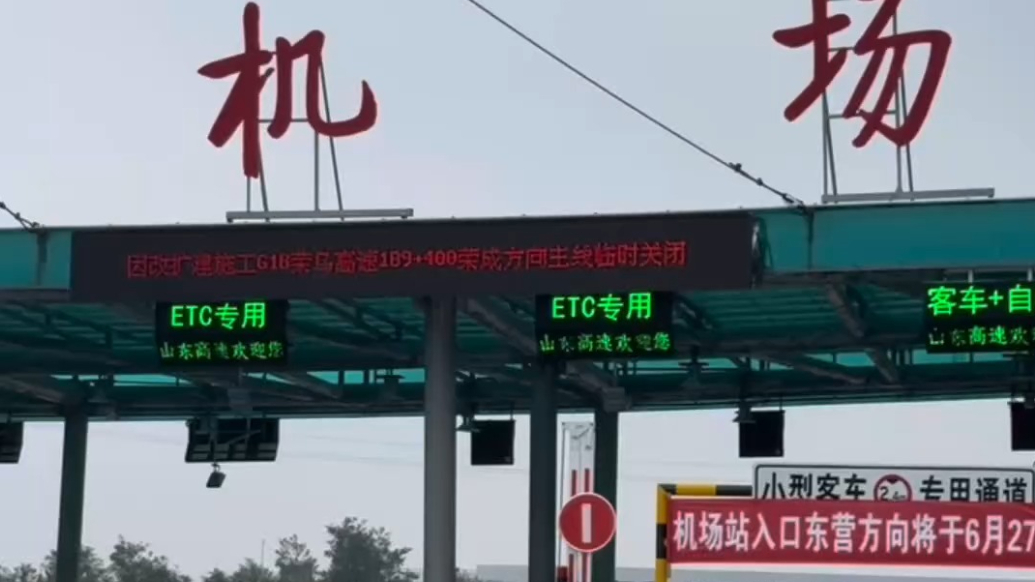 机场
因改扩建施工G18荣乌高速189+400荣成方向主线临时关闭
ETC专用
山东高速欢迎您
ETC专用
山东高速欢迎您
客车+自
山东高速欢迎
小型客车 2.4m 专用通道
机场站入口东营方向将于6月27